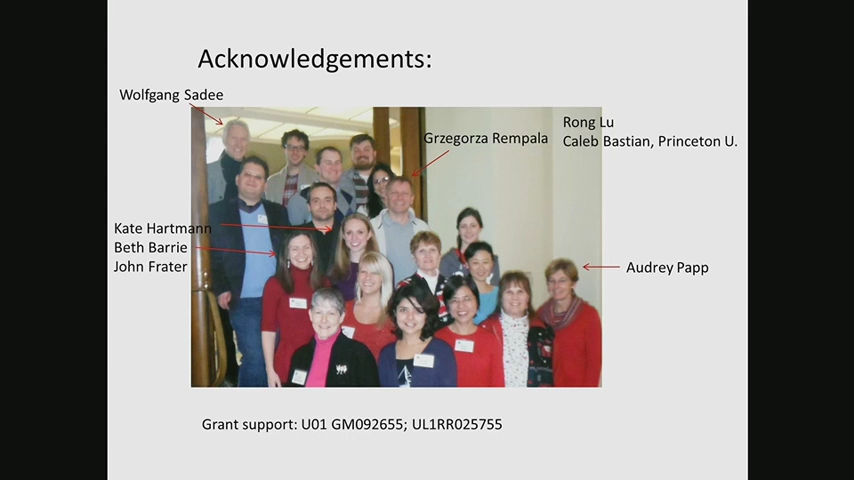 Acknowledgements:
Wolfgang Sadee
Grzegorza Rempala
Rong Lu
Caleb Bastian, Princeton U.
Kate Hartmann
Beth Barrie
John Frater
Audrey Papp
Grant support: U01 GM092655; UL1RR025755